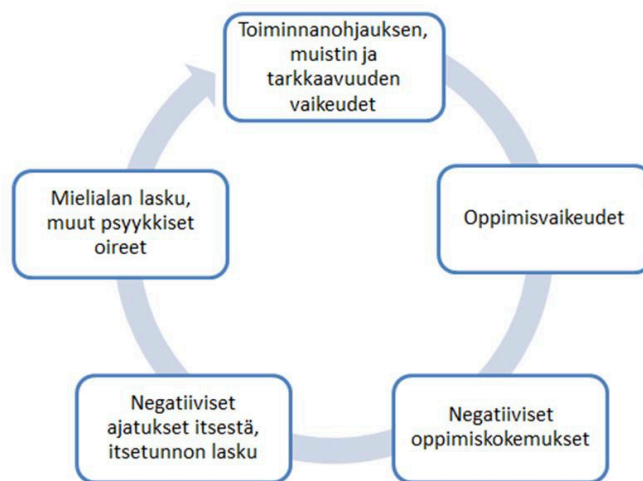 Toiminnanohjauksen,
muistin ja
tarkkaavuuden
vaikeudet
Oppimisvaikeudet
Negatiiviset
oppimiskokemukset
Negatiiviset
ajatukset itsestä,
itsetunnon lasku
Mielialan lasku,
muut psyykkiset
oireet